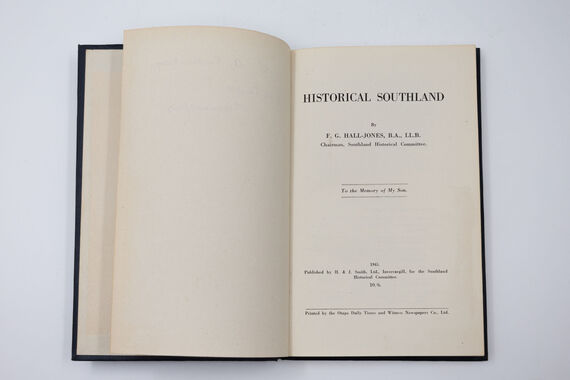 HISTORICAL SOUTHLAND
By
F. G. HALL-JONES, B.A., LL.B.
Chairman, Southland Historical Committee.
To the Memory of My Son.
1945.
Published by H. & J. Smith, Ltd., Invercargill, for the Southland
Historical Committee.
10/6.
Printed by the Otago Daily Times and Witness Newspapers Co., Ltd.